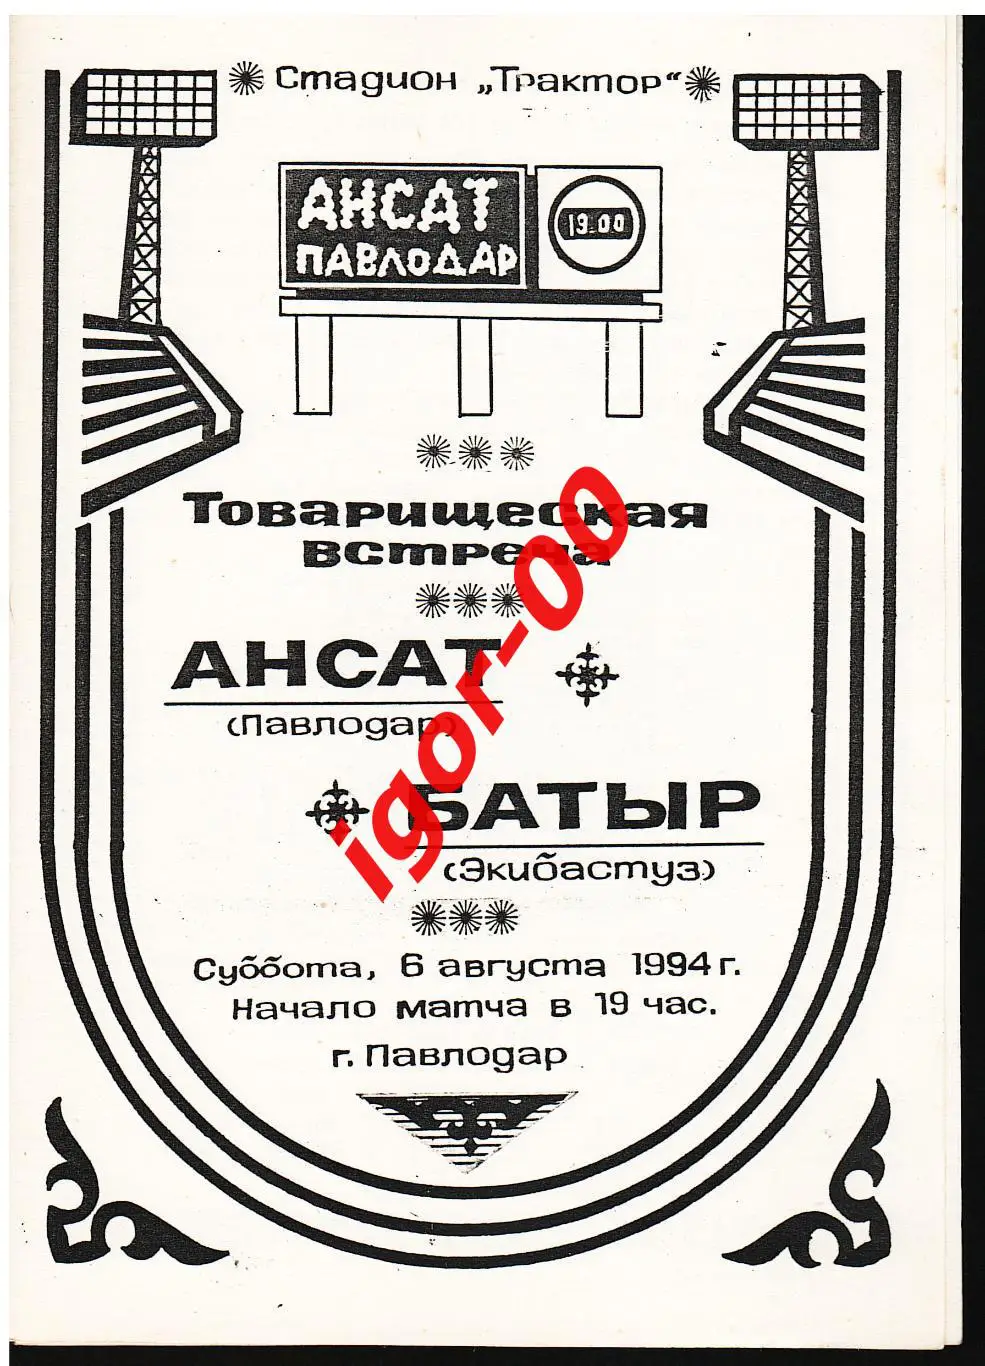 Стадион „Трактор“
АНСАТ
ПАВЛОДАР
19.00
Товарищеская
встреча
АНСАТ
(Павлодар)
БАТЫР
(Экибастуз)
Суббота, 6 августа 1994 г.
Начало матча в 19 час.
г. Павлодар
igor-00